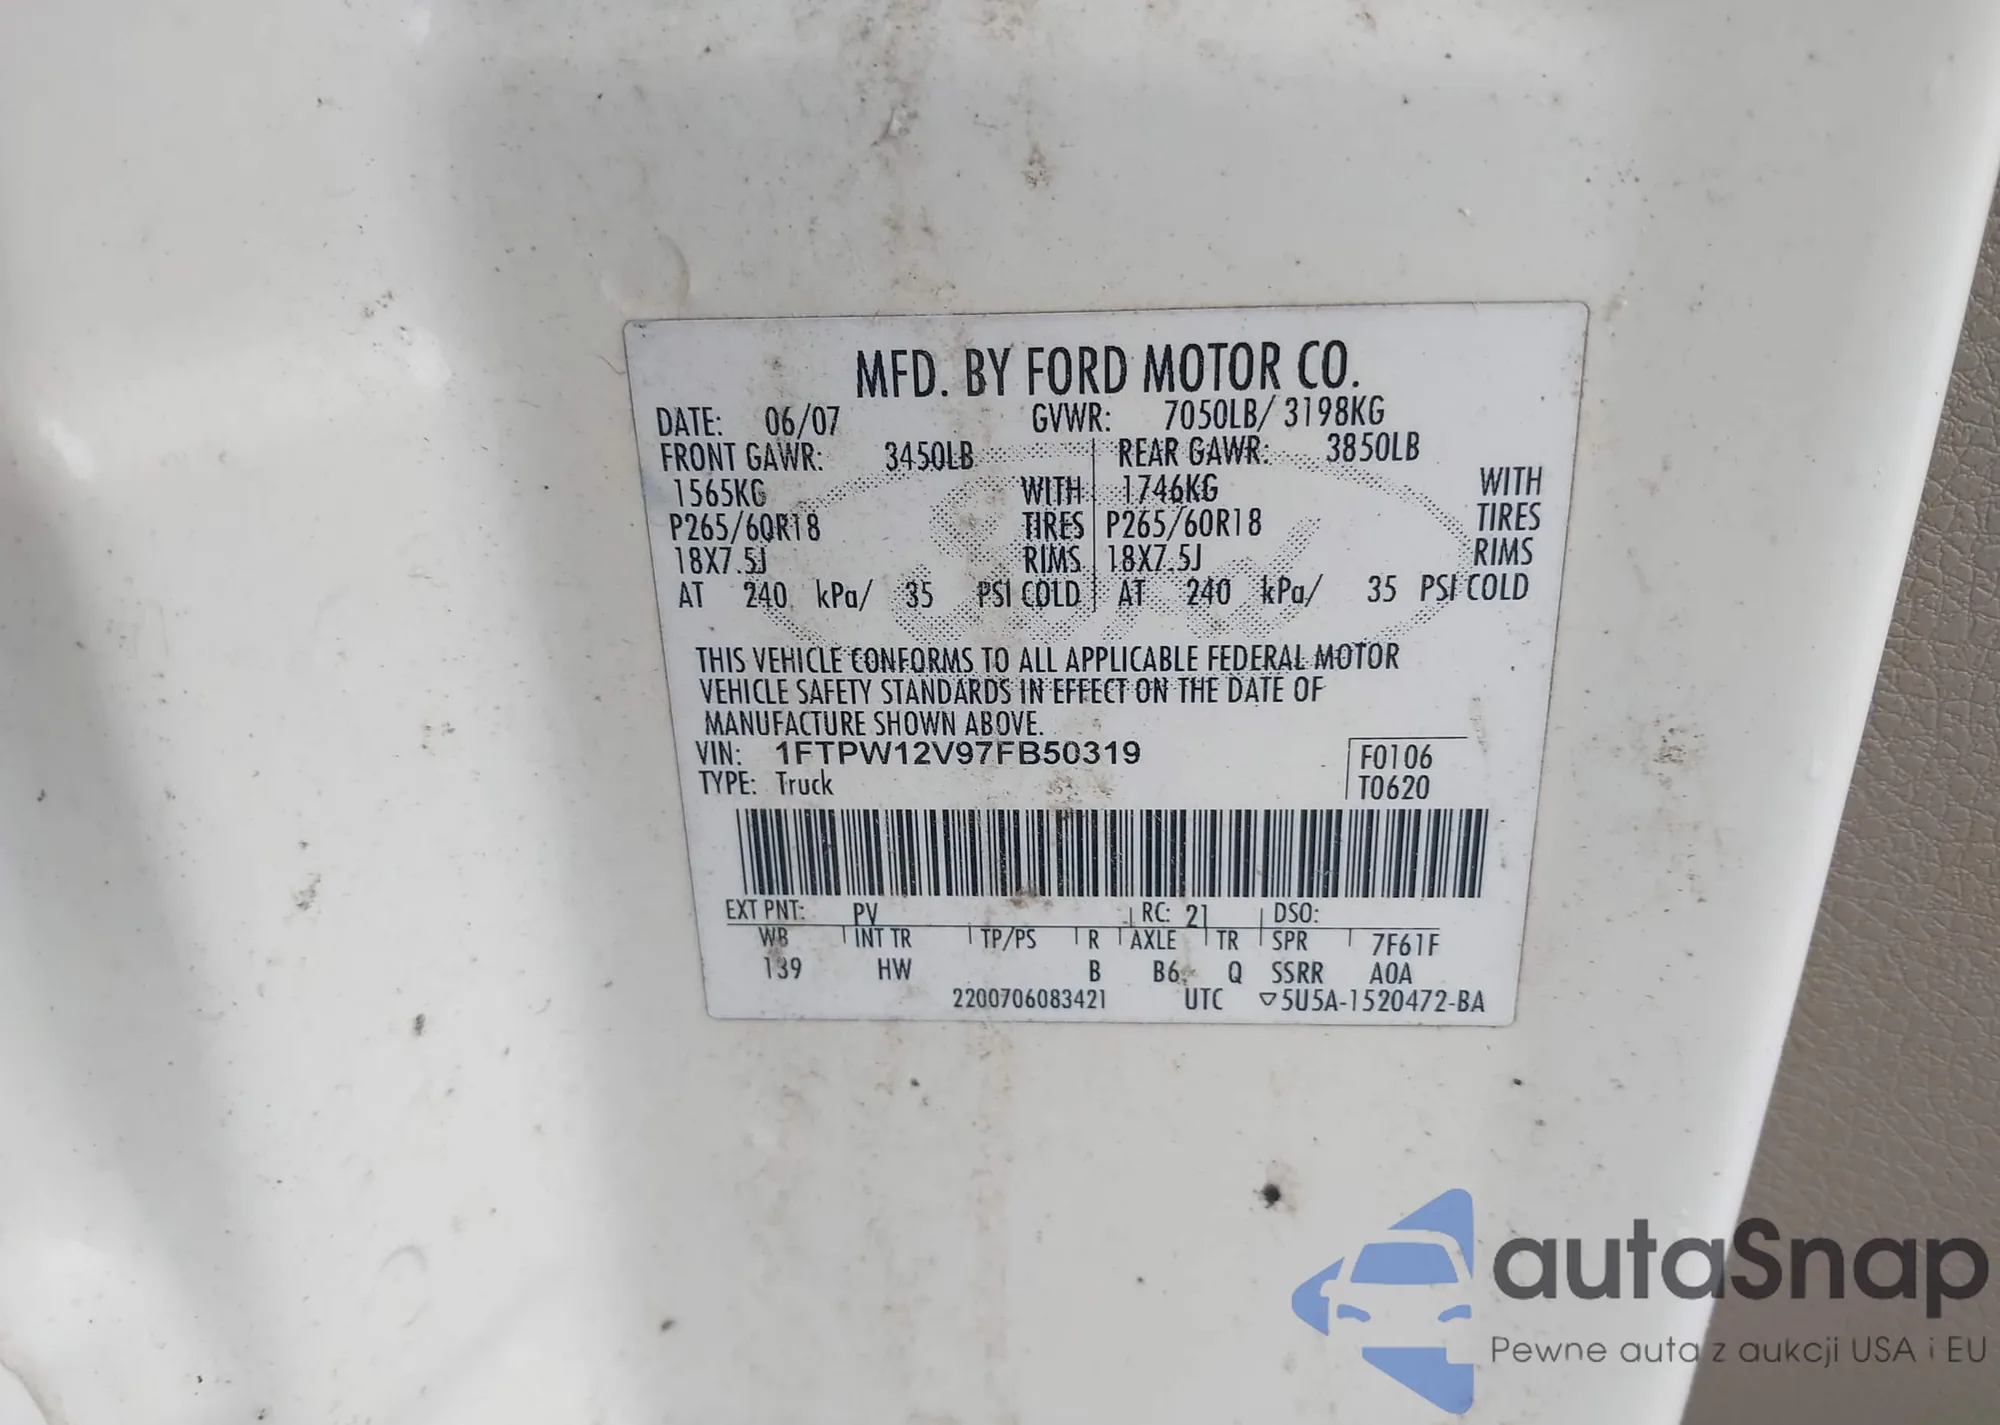 MFD. BY FORD MOTOR CO.
DATE: 06/07 GVWR: 7050LB/ 3198KG
FRONT GAWR: 3450LB REAR GAWR: 3850LB
1565KG WITH 1746KG WITH
P265/60R18 TIRES P265/60R18 TIRES
18X7.5J RIMS 18X7.5J RIMS
AT 240 kPa/ 35 PSI COLD AT 240 kPa/ 35 PSI COLD
THIS VEHICLE CONFORMS TO ALL APPLICABLE FEDERAL MOTOR
VEHICLE SAFETY STANDARDS IN EFFECT ON THE DATE OF
MANUFACTURE SHOWN ABOVE.
VIN: 1FTPW12V97FB50319 F0106
TYPE: Truck T0620
EXT PNT: PV RC: 21 DSO:
WB INT TR TP/PS R AXLE TR SPR 7F61F
139 HW B B6 Q SSRR A0A
2200706083421 UTC ▽5U5A-1520472-BA
Ford
autaSnap
Pewne auta z aukcji USA i EU